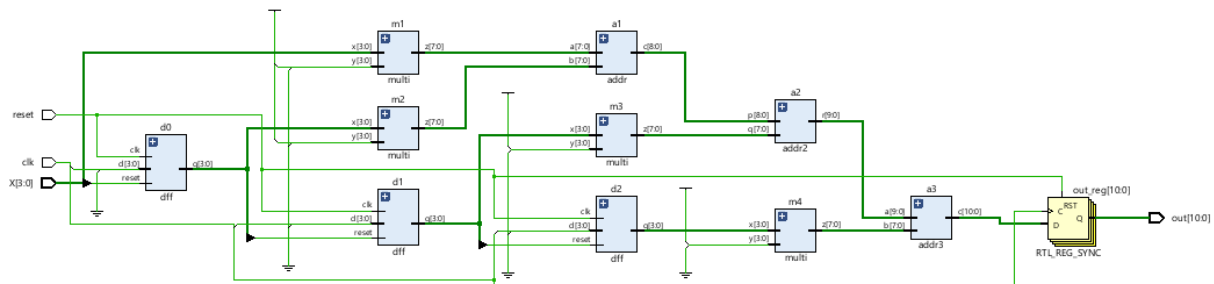 m1
x[3:0]
y[3:0]
z[7:0]
multi
a1
a[7:0]
b[7:0]
c[8:0]
addr
m2
x[3:0]
y[3:0]
z[7:0]
multi
m3
x[3:0]
y[3:0]
z[7:0]
multi
a2
p[8:0]
q[7:0]
r[9:0]
addr2
reset
clk
X[3:0]
d0
clk
d[3:0]
reset
q[3:0]
dff
d1
clk
d[3:0]
reset
q[3:0]
dff
d2
clk
d[3:0]
reset
q[3:0]
dff
m4
x[3:0]
y[3:0]
z[7:0]
multi
a3
a[9:0]
b[7:0]
c[10:0]
addr3
out_reg[10:0]
RST
C
D
Q
RTL_REG_SYNC
out[10:0]